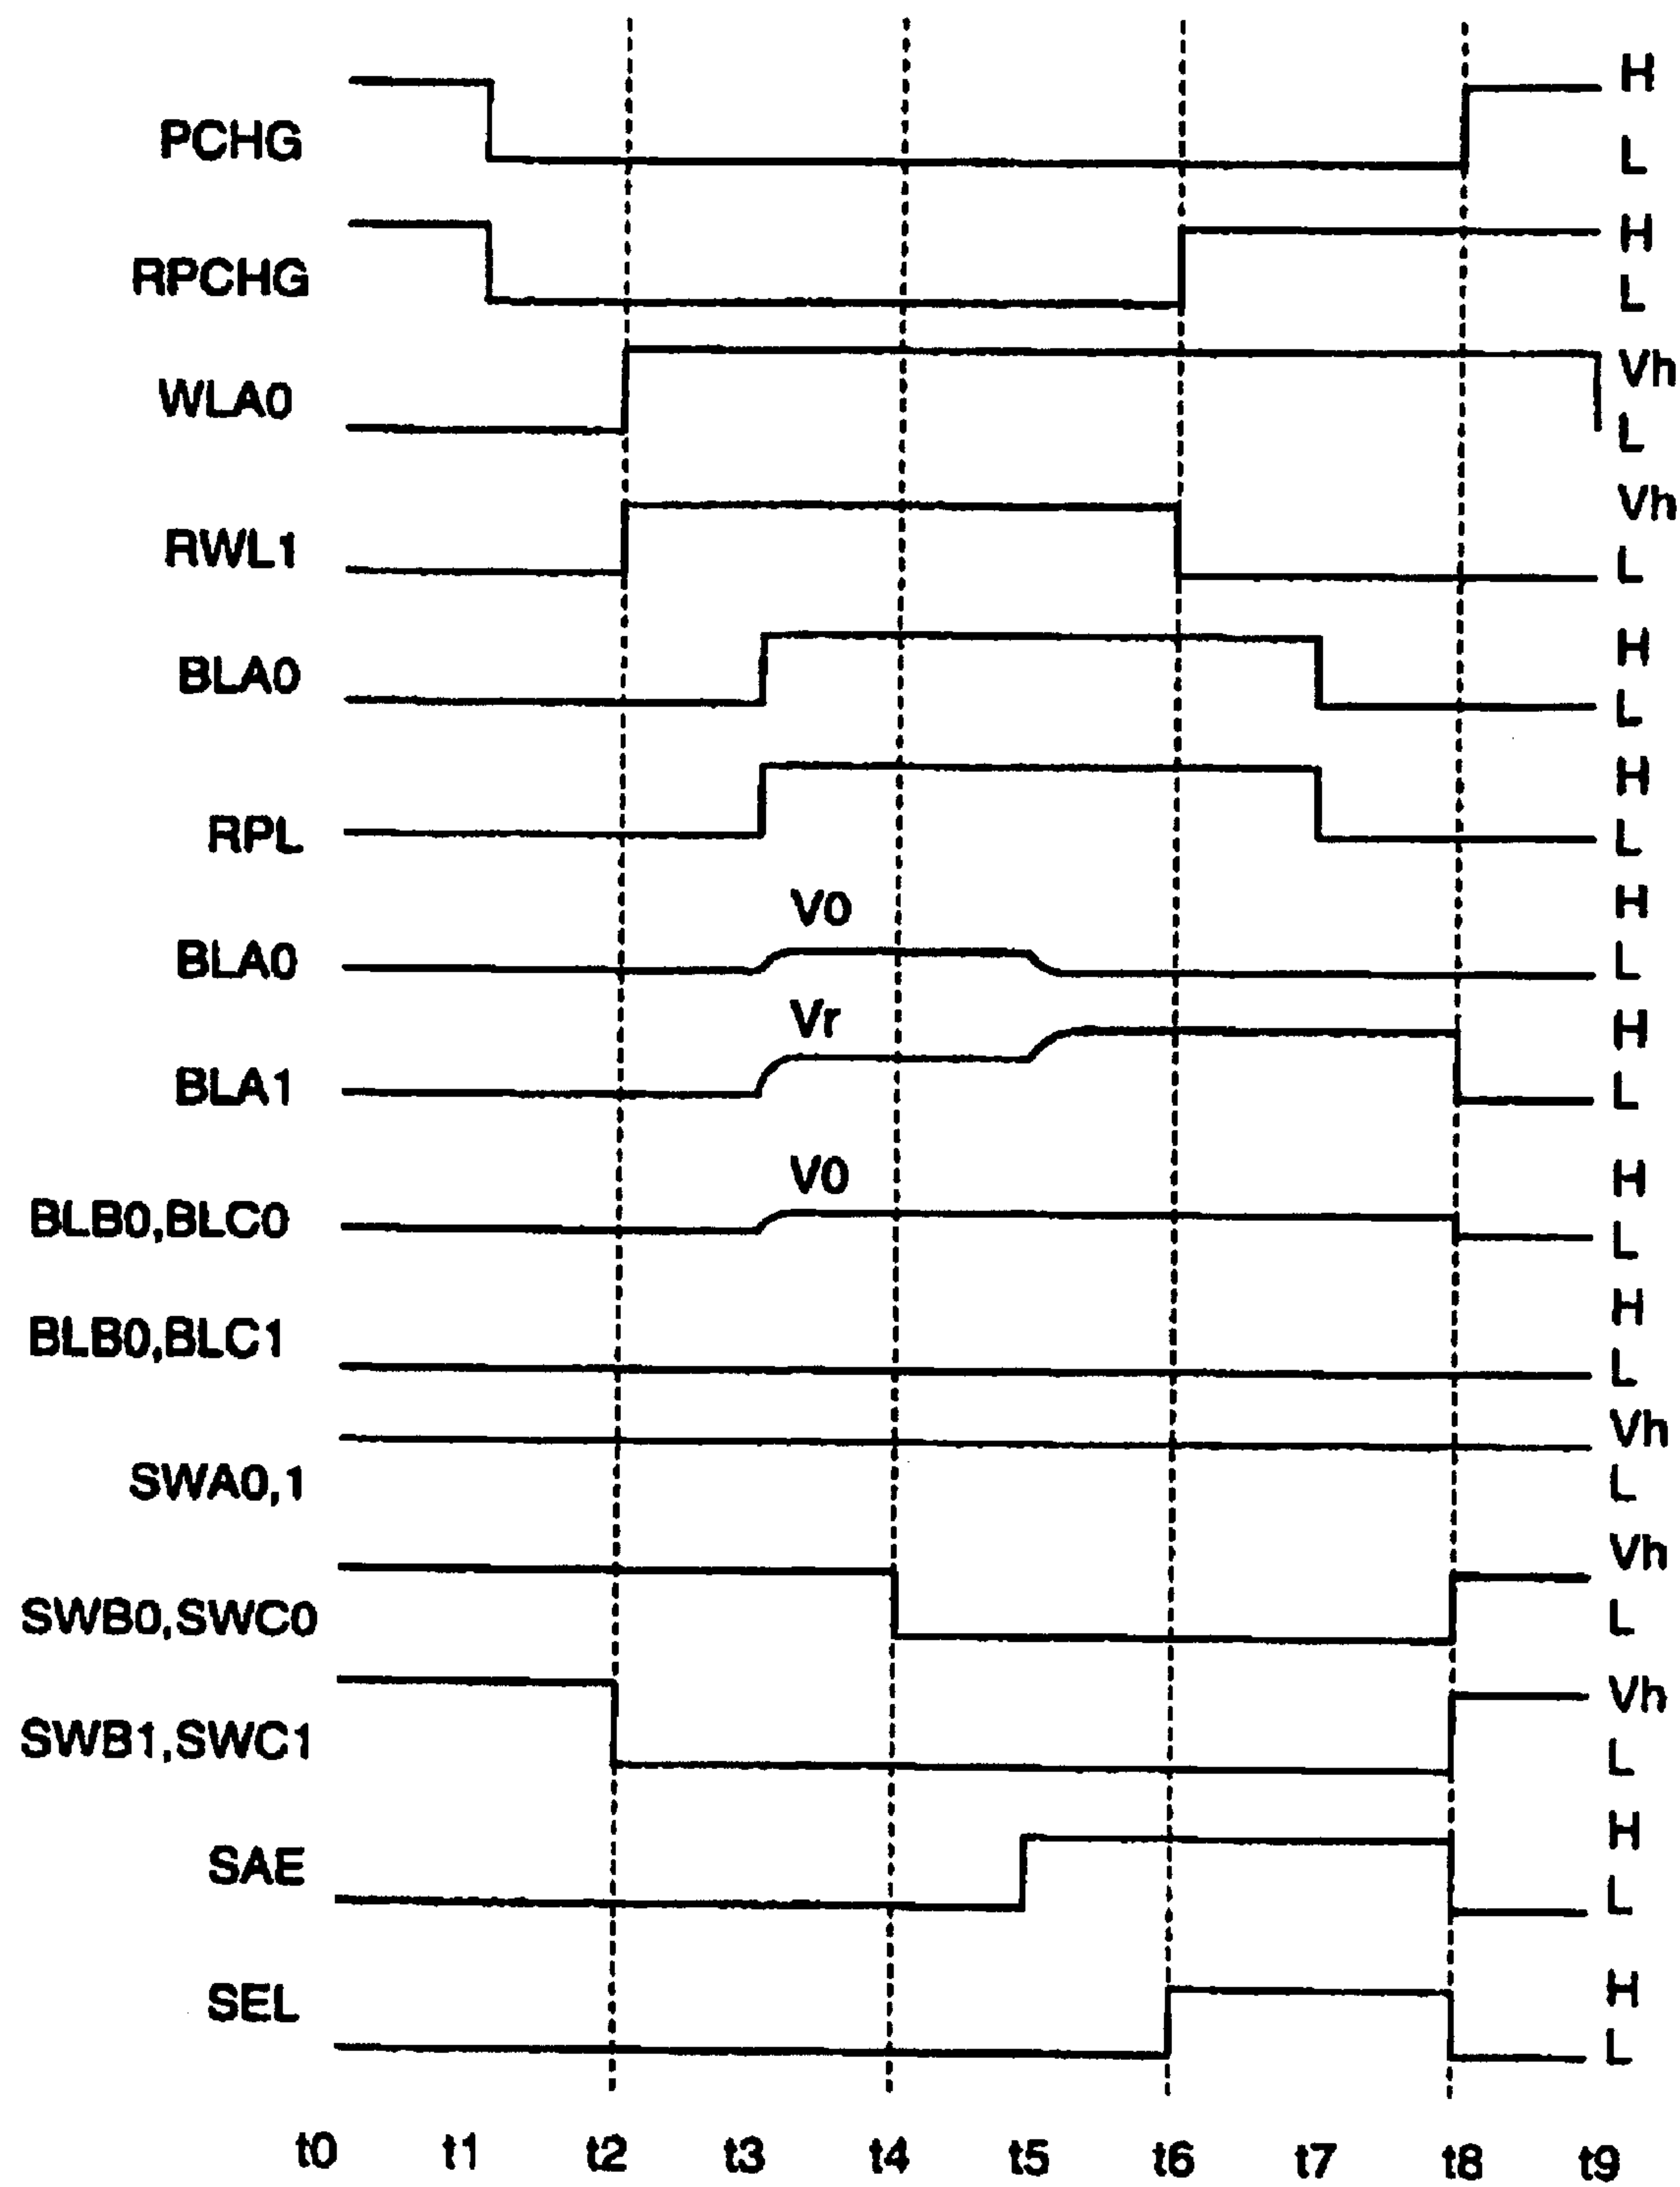 PCHG H
L
RPCHG H
L
WLA0 Vh
L
RWL1 Vh
L
BLA0 H
L
RPL H
L
BLA0 V0 H
L
BLA1 Vr H
L
BLB0,BLC0 V0 H
L
BLB0,BLC1 H
L
SWA0,1 Vh
L
SWB0,SWC0 Vh
L
SWB1,SWC1 Vh
L
SAE H
L
SEL H
L
t0 t1 t2 t3 t4 t5 t6 t7 t8 t9